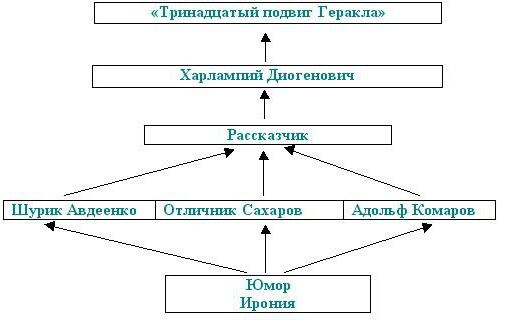 «Тринадцатый подвиг Геракла»
Харлампий Диогенович
Рассказчик
Шурик Авдеенко
Отличник Сахаров
Адольф Комаров
Юмор
Ирония